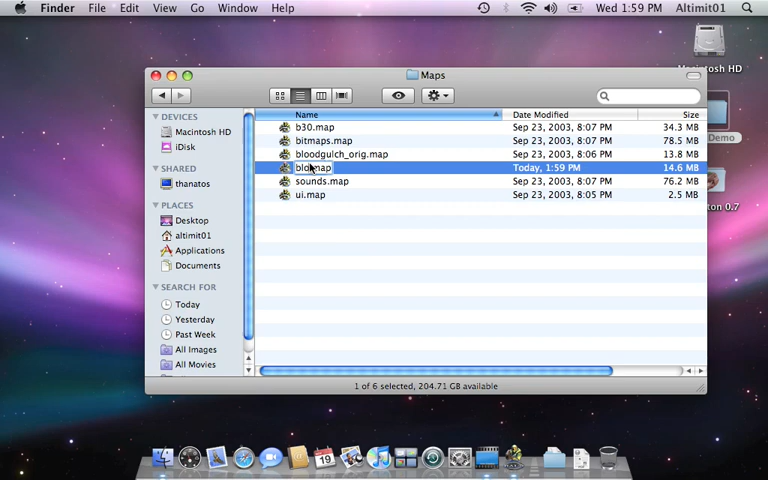 Finder File Edit View Go Window Help Wed 1:59 PM Altimit01
Macintosh HD
Maps
Name Date Modified Size
DEVICES
Macintosh HD
iDisk
SHARED
thanatos
PLACES
Desktop
altimit01
Applications
Documents
SEARCH FOR
Today
Yesterday
Past Week
All Images
All Movies
b30.map Sep 23, 2003, 8:07 PM 34.3 MB
bitmaps.map Sep 23, 2003, 8:07 PM 78.5 MB
bloodgulch_orig.map Sep 23, 2003, 8:06 PM 13.8 MB
Today, 1:59 PM 14.6 MB
sounds.map Sep 23, 2003, 8:07 PM 76.2 MB
ui.map Sep 23, 2003, 8:05 PM 2.5 MB
Demo
ton 0.7
1 of 6 selected, 204.71 GB available
19